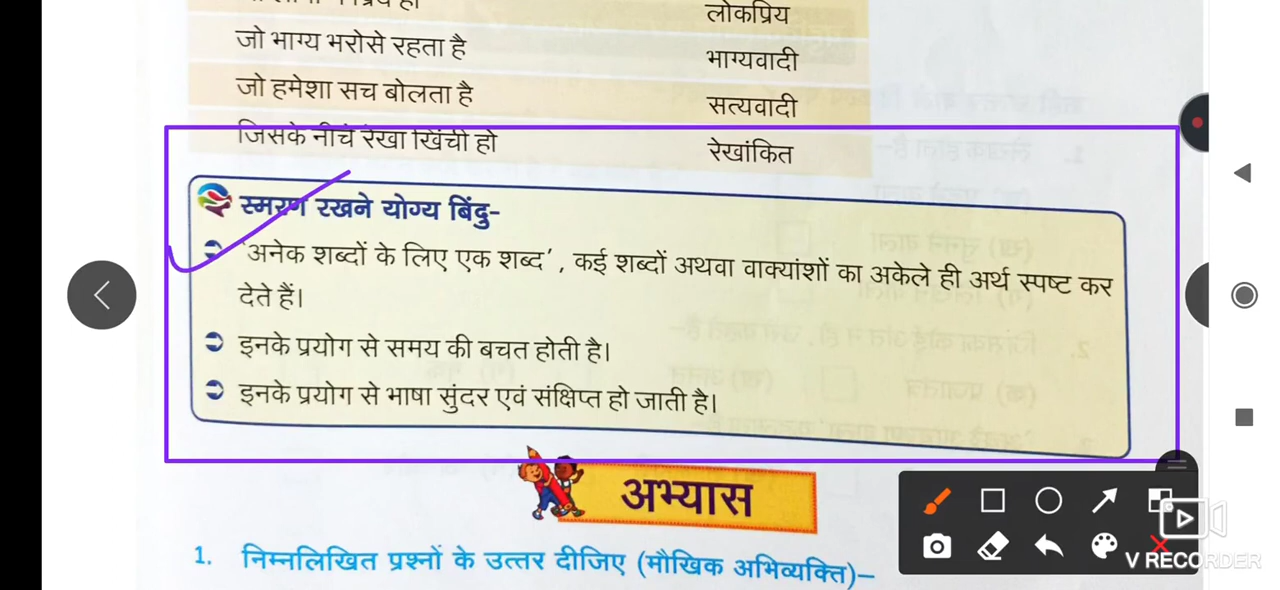 लोकप्रिय
जो भाग्य भरोसे रहता है भाग्यवादी
जो हमेशा सच बोलता है सत्यवादी
जिसके नीचे रेखा खिंची हो रेखांकित
स्मरण रखने योग्य बिंदु-
'अनेक शब्दों के लिए एक शब्द', कई शब्दों अथवा वाक्यांशों का अकेले ही अर्थ स्पष्ट कर
देते हैं।
इनके प्रयोग से समय की बचत होती है।
इनके प्रयोग से भाषा सुंदर एवं संक्षिप्त हो जाती है।
अभ्यास
1. निम्नलिखित प्रश्नों के उत्तर दीजिए (मौखिक अभिव्यक्ति)–
V RECORDER